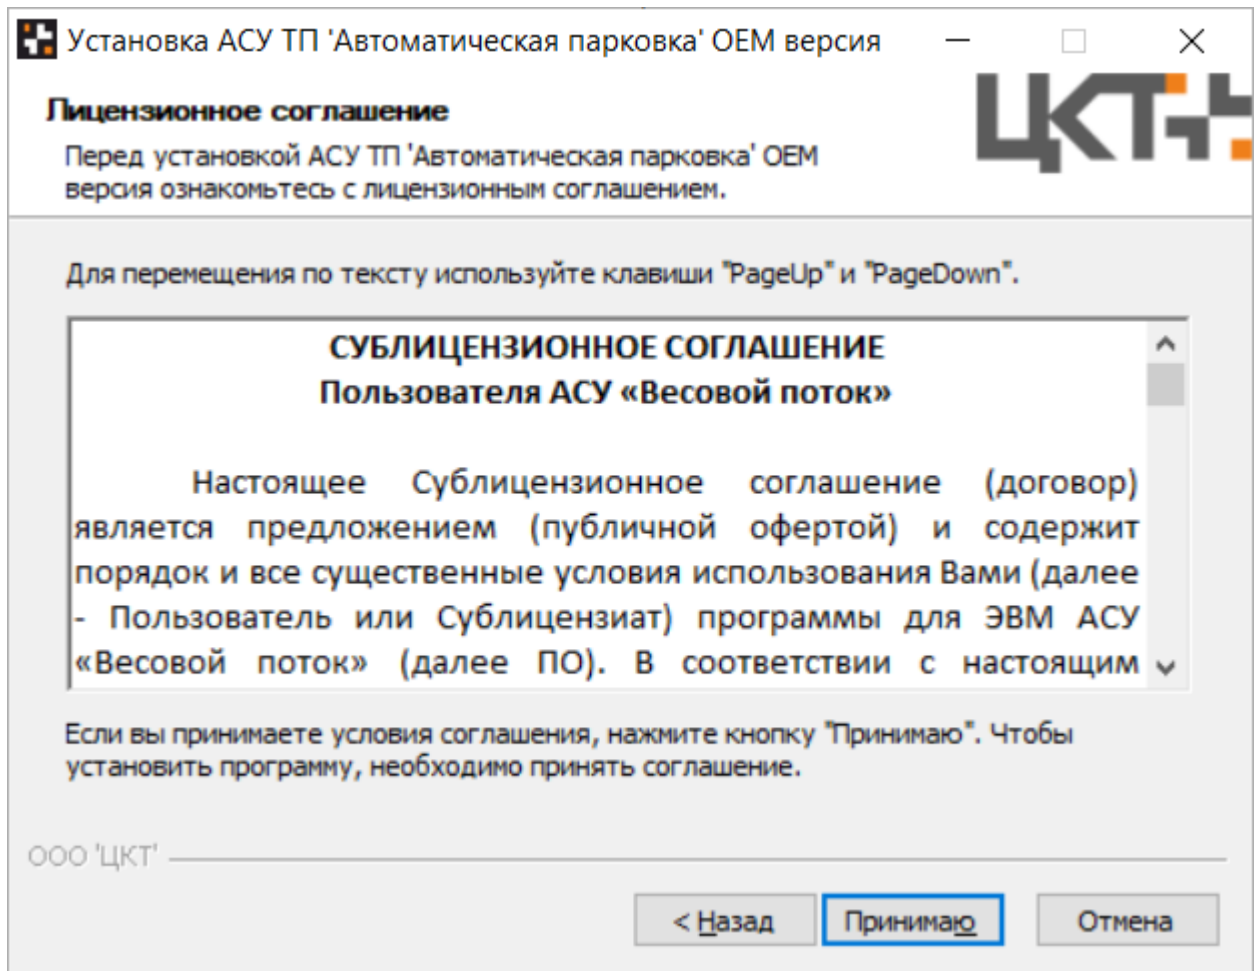 Установка АСУ ТП 'Автоматическая парковка' OEM версия
ЦКТ
Лицензионное соглашение
Перед установкой АСУ ТП 'Автоматическая парковка' OEM
версия ознакомьтесь с лицензионным соглашением.
Для перемещения по тексту используйте клавиши "PageUp" и "PageDown".
СУБЛИЦЕНЗИОННОЕ СОГЛАШЕНИЕ
Пользователя АСУ «Весовой поток»
Настоящее Сублицензионное соглашение (договор)
является предложением (публичной офертой) и содержит
порядок и все существенные условия использования Вами (далее
- Пользователь или Сублицензиат) программы для ЭВМ АСУ
«Весовой поток» (далее ПО). В соответствии с настоящим
Если вы принимаете условия соглашения, нажмите кнопку "Принимаю". Чтобы
установить программу, необходимо принять соглашение.
ООО 'ЦКТ'
< Назад Принимаю Отмена